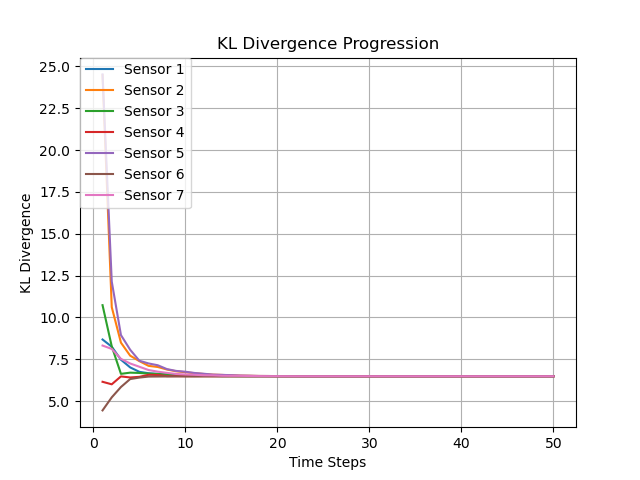 KL Divergence Progression
25.0
22.5
20.0
17.5
15.0
12.5
10.0
7.5
5.0
KL Divergence
Sensor 1
Sensor 2
Sensor 3
Sensor 4
Sensor 5
Sensor 6
Sensor 7
0 10 20 30 40 50
Time Steps